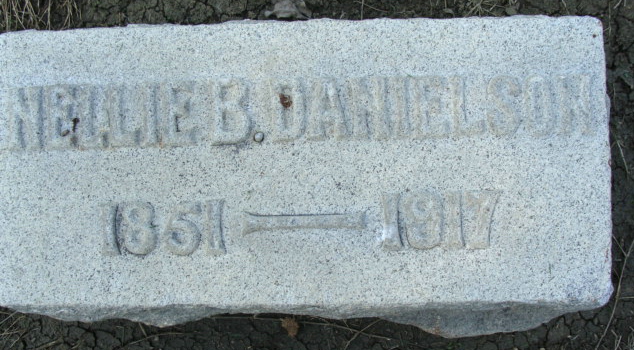 NELLIE B. DANIELSON
1851 — 1917